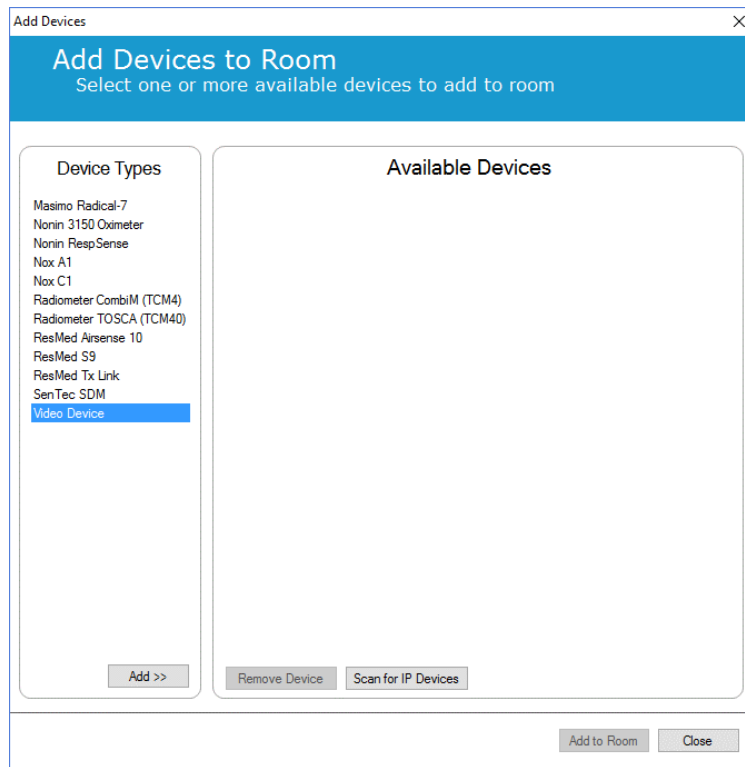 Add Devices
Add Devices to Room
Select one or more available devices to add to room
Device Types
Masimo Radical-7
Nonin 3150 Oximeter
Nonin RespSense
Nox A1
Nox C1
Radiometer CombiM (TCM4)
Radiometer TOSCA (TCM40)
ResMed Airsense 10
ResMed S9
ResMed Tx Link
SenTec SDM
Video Device
Add >>
Available Devices
Remove Device
Scan for IP Devices
Add to Room
Close